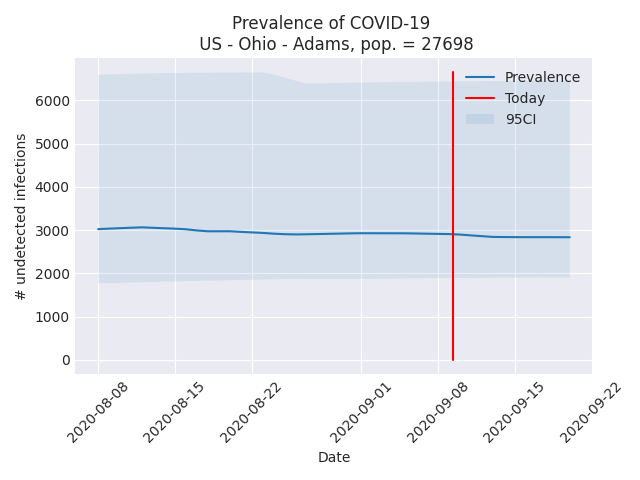 Prevalence of COVID-19
US - Ohio - Adams, pop. = 27698
Prevalence
Today
95CI
# undetected infections
6000
5000
4000
3000
2000
1000
0
2020-08-08
2020-08-15
2020-08-22
2020-09-01
2020-09-08
2020-09-15
2020-09-22
Date